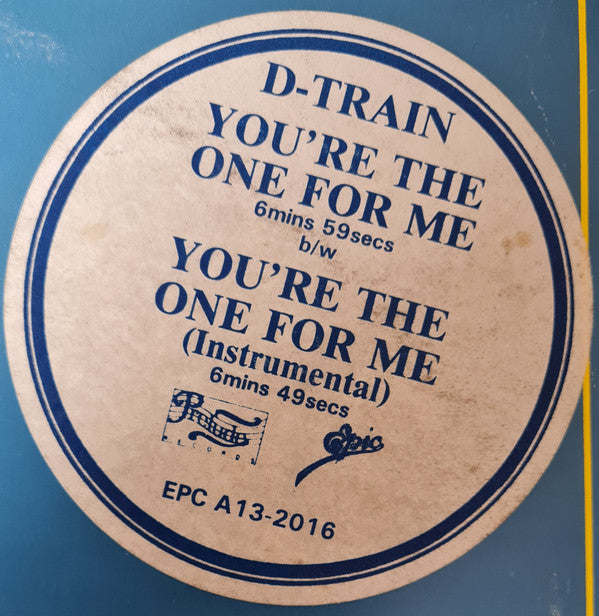 D-TRAIN
YOU'RE THE
ONE FOR ME
6mins 59secs
b/w
YOU'RE THE
ONE FOR ME
(Instrumental)
6mins 49secs
Prelude
RECORDS
Epic
EPC A13-2016